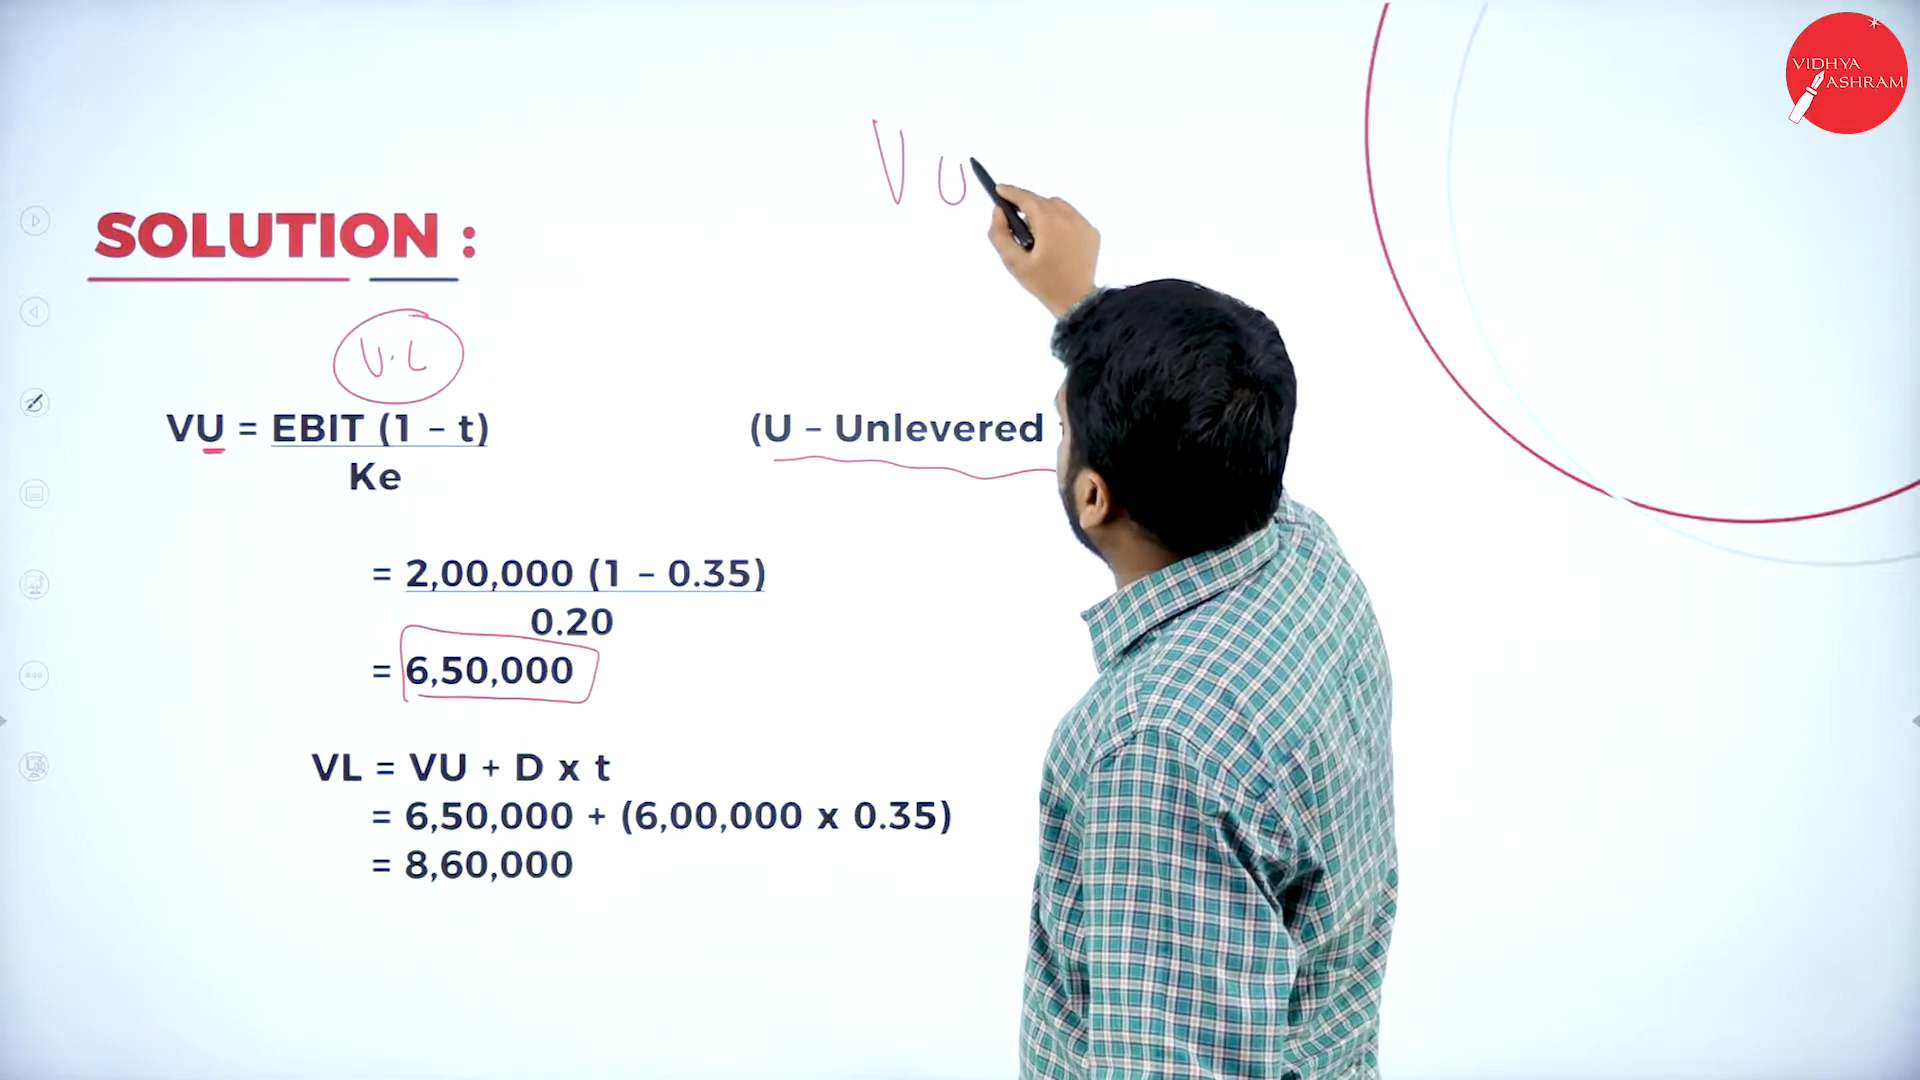 VIDHYA
ASHRAM
V U
SOLUTION :
V.L
VU = EBIT (1 – t)
Ke
(U – Unlevered
= 2,00,000 (1 – 0.35)
0.20
= 6,50,000
VL = VU + D x t
= 6,50,000 + (6,00,000 x 0.35)
= 8,60,000